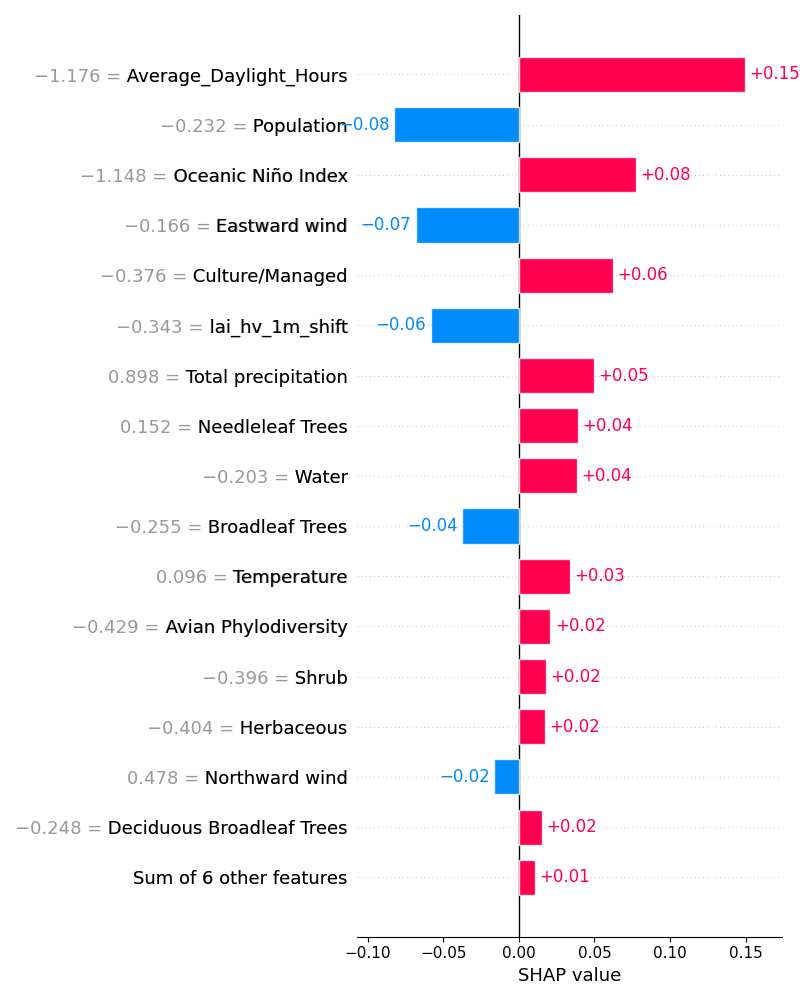 −1.176 = Average_Daylight_Hours +0.15
−0.232 = Population −0.08
−1.148 = Oceanic Niño Index +0.08
−0.166 = Eastward wind −0.07
−0.376 = Culture/Managed +0.06
−0.343 = lai_hv_1m_shift −0.06
0.898 = Total precipitation +0.05
0.152 = Needleleaf Trees +0.04
−0.203 = Water +0.04
−0.255 = Broadleaf Trees −0.04
0.096 = Temperature +0.03
−0.429 = Avian Phylodiversity +0.02
−0.396 = Shrub +0.02
−0.404 = Herbaceous +0.02
0.478 = Northward wind −0.02
−0.248 = Deciduous Broadleaf Trees +0.02
Sum of 6 other features +0.01
−0.10 −0.05 0.00 0.05 0.10 0.15
SHAP value